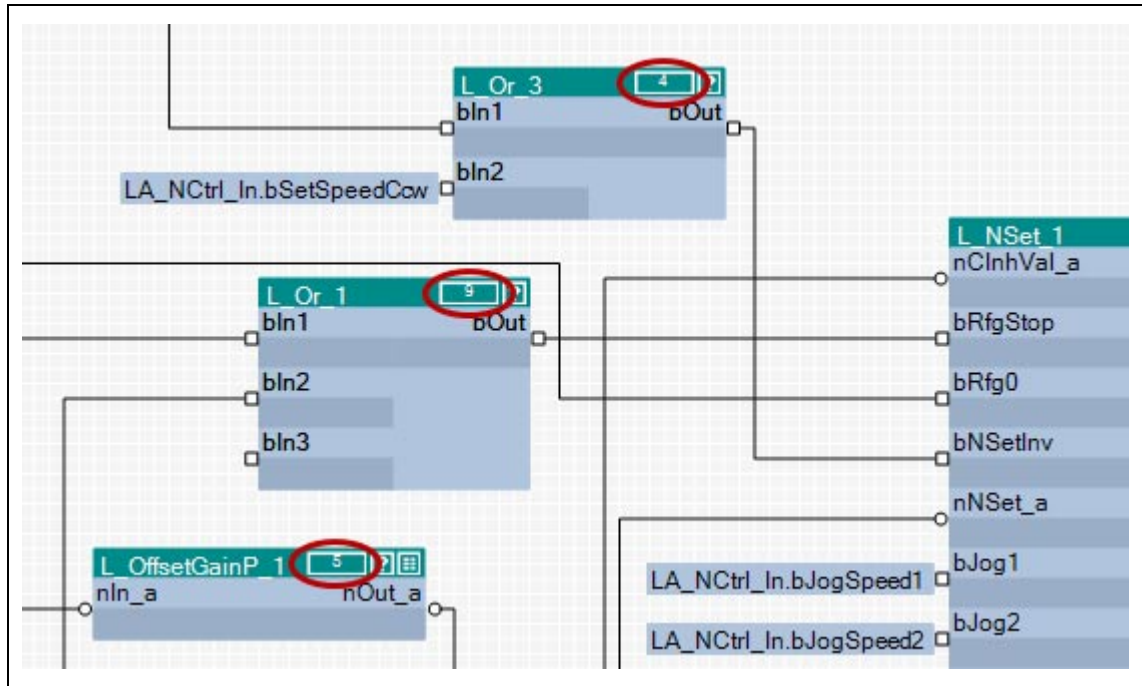 L_Or_3 4 ?
bIn1 bOut
bIn2
LA_NCtrl_In.bSetSpeedCcw
L_Or_1 9 ?
bIn1 bOut
bIn2
bIn3
L_OffsetGainP_1 5 ?
nIn_a nOut_a
L_NSet_1
nCInhVal_a
bRfgStop
bRfg0
bNSetInv
nNSet_a
LA_NCtrl_In.bJogSpeed1 bJog1
LA_NCtrl_In.bJogSpeed2 bJog2